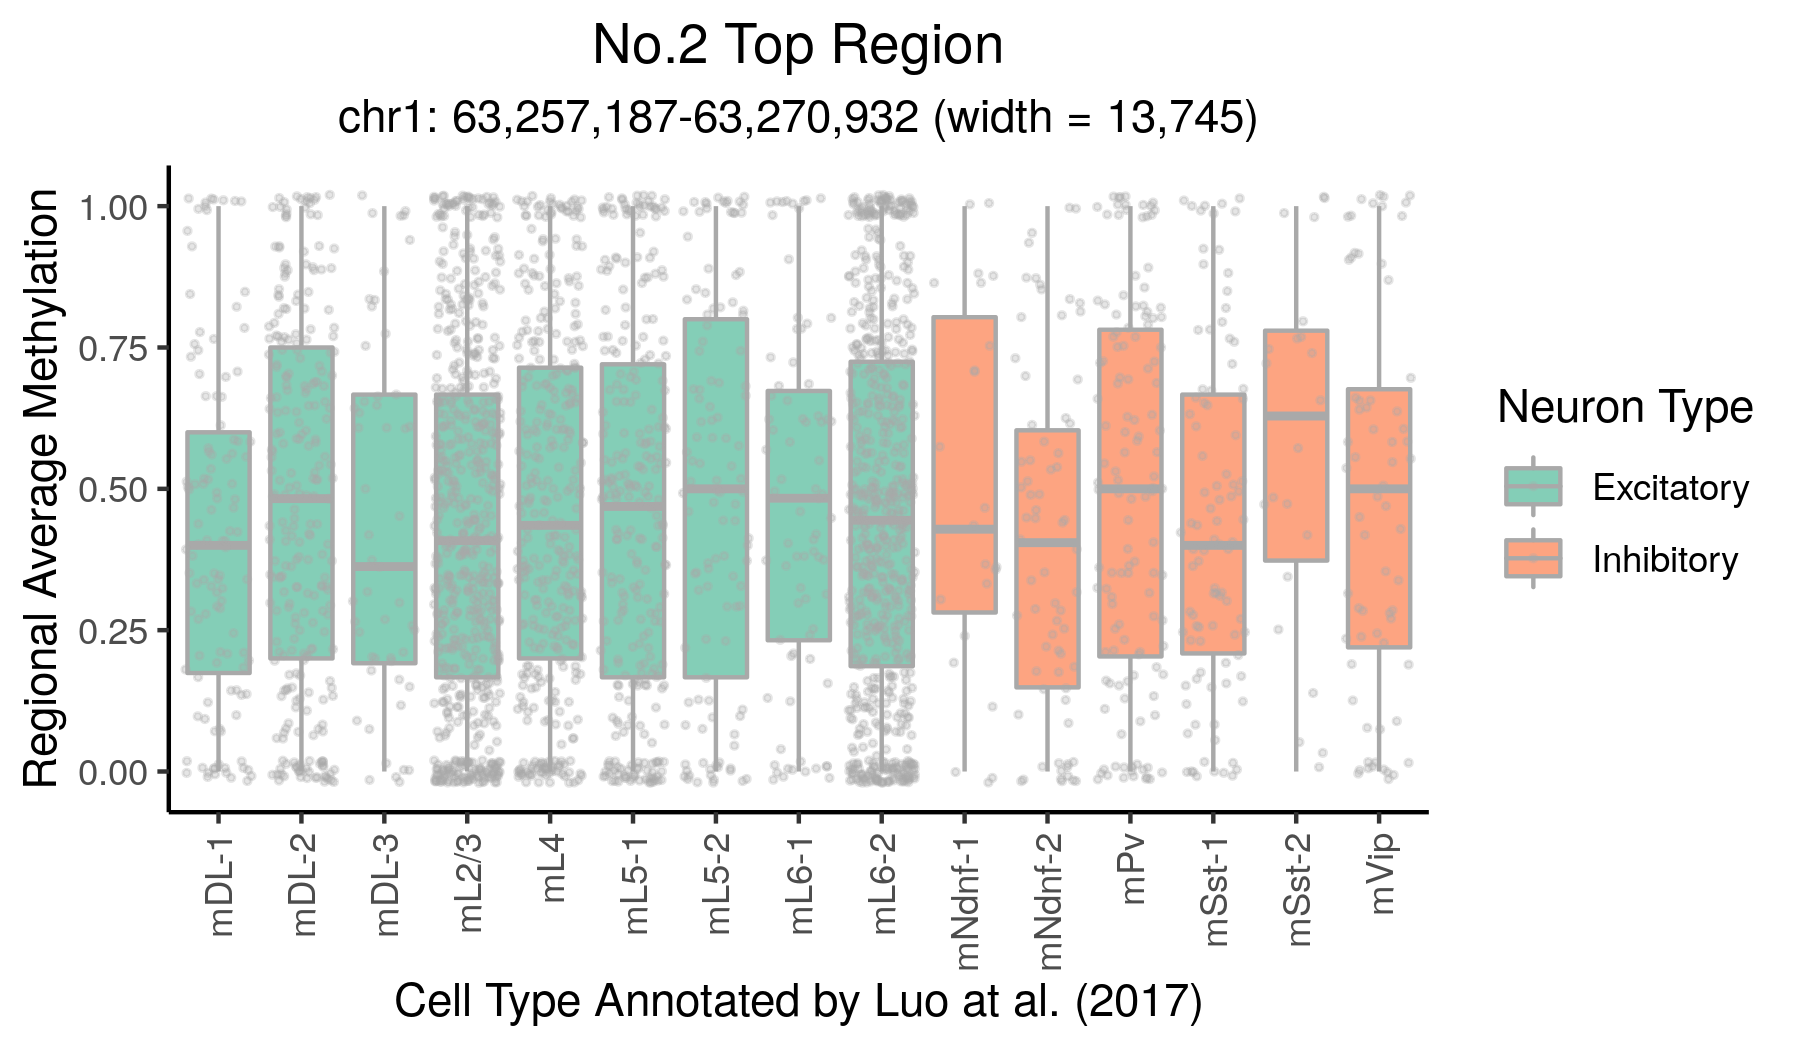 No.2 Top Region
chr1: 63,257,187-63,270,932 (width = 13,745)
Regional Average Methylation
1.00
0.75
0.50
0.25
0.00
mDL-1
mDL-2
mDL-3
mL2/3
mL4
mL5-1
mL5-2
mL6-1
mL6-2
mNdnf-1
mNdnf-2
mPv
mSst-1
mSst-2
mVip
Cell Type Annotated by Luo at al. (2017)
Neuron Type
Excitatory
Inhibitory